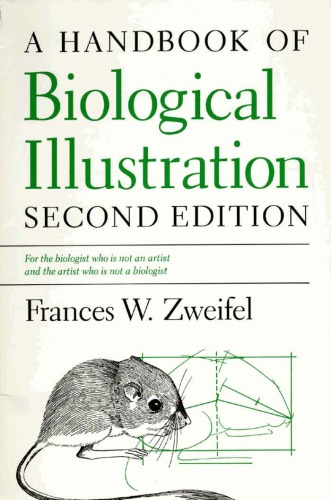 A HANDBOOK OF
Biological
Illustration
SECOND EDITION
For the biologist who is not an artist
and the artist who is not a biologist
Frances W. Zweifel